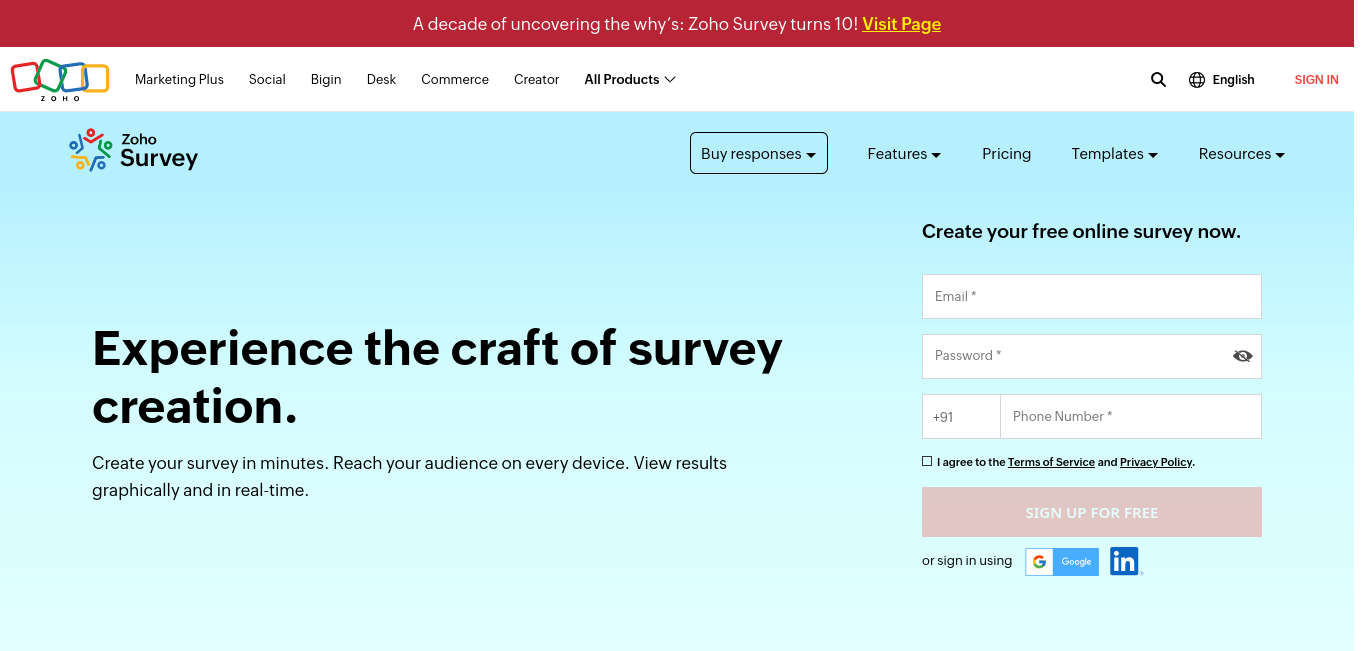 A decade of uncovering the why's: Zoho Survey turns 10! Visit Page
ZOHO
Marketing Plus Social Bigin Desk Commerce Creator All Products English SIGN IN
Zoho
Survey
Buy responses Features Pricing Templates Resources
Create your free online survey now.
Email *
Password *
+91 Phone Number *
I agree to the Terms of Service and Privacy Policy.
SIGN UP FOR FREE
or sign in using Google in
Experience the craft of survey
creation.
Create your survey in minutes. Reach your audience on every device. View results
graphically and in real-time.